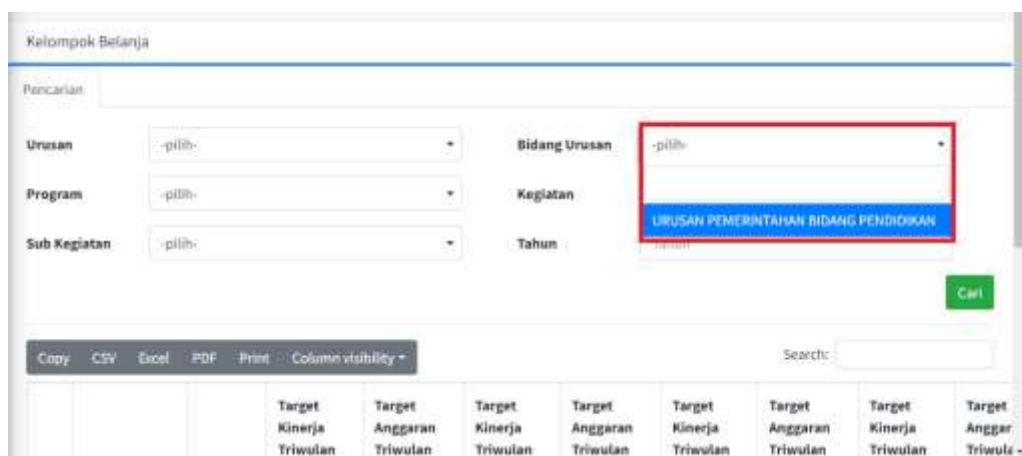 Kelompok Belanja
Pencarian
Urusan -pilih- Bidang Urusan -pilih-
Program -pilih- Kegiatan
URUSAN PEMERINTAHAN BIDANG PENDIDIKAN
Sub Kegiatan -pilih- Tahun
Cari
Copy CSV Excel PDF Print Column visibility Search:
Target Target Target Target Target Target Target Target
Kinerja Anggaran Kinerja Anggaran Kinerja Anggaran Kinerja Anggar
Triwulan Triwulan Triwulan Triwulan Triwulan Triwulan Triwulan Triwula